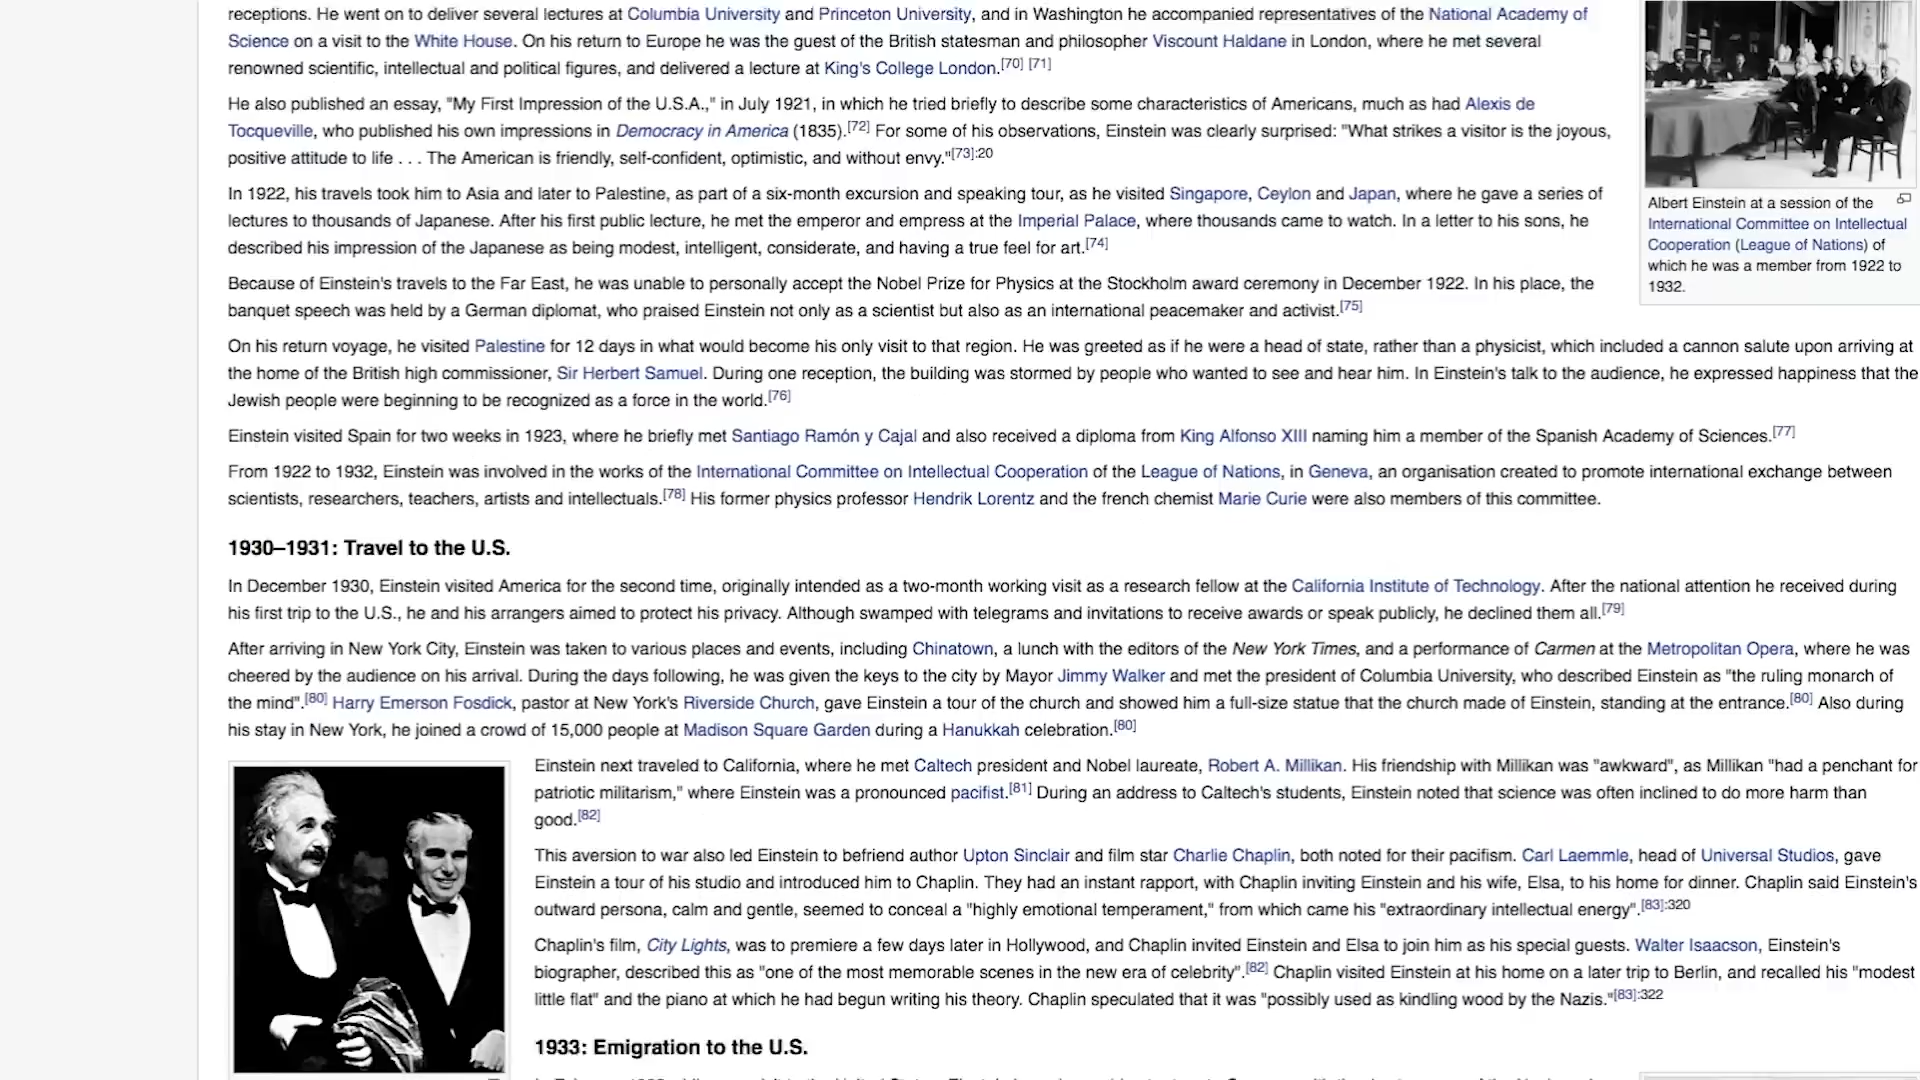 receptions. He went on to deliver several lectures at Columbia University and Princeton University, and in Washington he accompanied representatives of the National Academy of
Science on a visit to the White House. On his return to Europe he was the guest of the British statesman and philosopher Viscount Haldane in London, where he met several
renowned scientific, intellectual and political figures, and delivered a lecture at King's College London.[70] [71]
He also published an essay, "My First Impression of the U.S.A.," in July 1921, in which he tried briefly to describe some characteristics of Americans, much as had Alexis de
Tocqueville, who published his own impressions in Democracy in America (1835).[72] For some of his observations, Einstein was clearly surprised: "What strikes a visitor is the joyous,
positive attitude to life . . . The American is friendly, self-confident, optimistic, and without envy."[73]:20
In 1922, his travels took him to Asia and later to Palestine, as part of a six-month excursion and speaking tour, as he visited Singapore, Ceylon and Japan, where he gave a series of
lectures to thousands of Japanese. After his first public lecture, he met the emperor and empress at the Imperial Palace, where thousands came to watch. In a letter to his sons, he
described his impression of the Japanese as being modest, intelligent, considerate, and having a true feel for art.[74]
Because of Einstein's travels to the Far East, he was unable to personally accept the Nobel Prize for Physics at the Stockholm award ceremony in December 1922. In his place, the
banquet speech was held by a German diplomat, who praised Einstein not only as a scientist but also as an international peacemaker and activist.[75]
Albert Einstein at a session of the
International Committee on Intellectual
Cooperation (League of Nations) of
which he was a member from 1922 to
1932.
On his return voyage, he visited Palestine for 12 days in what would become his only visit to that region. He was greeted as if he were a head of state, rather than a physicist, which included a cannon salute upon arriving at
the home of the British high commissioner, Sir Herbert Samuel. During one reception, the building was stormed by people who wanted to see and hear him. In Einstein's talk to the audience, he expressed happiness that the
Jewish people were beginning to be recognized as a force in the world.[76]
Einstein visited Spain for two weeks in 1923, where he briefly met Santiago Ramón y Cajal and also received a diploma from King Alfonso XIII naming him a member of the Spanish Academy of Sciences.[77]
From 1922 to 1932, Einstein was involved in the works of the International Committee on Intellectual Cooperation of the League of Nations, in Geneva, an organisation created to promote international exchange between
scientists, researchers, teachers, artists and intellectuals.[78] His former physics professor Hendrik Lorentz and the french chemist Marie Curie were also members of this committee.
1930–1931: Travel to the U.S.
In December 1930, Einstein visited America for the second time, originally intended as a two-month working visit as a research fellow at the California Institute of Technology. After the national attention he received during
his first trip to the U.S., he and his arrangers aimed to protect his privacy. Although swamped with telegrams and invitations to receive awards or speak publicly, he declined them all.[79]
After arriving in New York City, Einstein was taken to various places and events, including Chinatown, a lunch with the editors of the New York Times, and a performance of Carmen at the Metropolitan Opera, where he was
cheered by the audience on his arrival. During the days following, he was given the keys to the city by Mayor Jimmy Walker and met the president of Columbia University, who described Einstein as "the ruling monarch of
the mind".[80] Harry Emerson Fosdick, pastor at New York's Riverside Church, gave Einstein a tour of the church and showed him a full-size statue that the church made of Einstein, standing at the entrance.[80] Also during
his stay in New York, he joined a crowd of 15,000 people at Madison Square Garden during a Hanukkah celebration.[80]
Einstein next traveled to California, where he met Caltech president and Nobel laureate, Robert A. Millikan. His friendship with Millikan was "awkward", as Millikan "had a penchant for
patriotic militarism," where Einstein was a pronounced pacifist.[81] During an address to Caltech's students, Einstein noted that science was often inclined to do more harm than
good.[82]
This aversion to war also led Einstein to befriend author Upton Sinclair and film star Charlie Chaplin, both noted for their pacifism. Carl Laemmle, head of Universal Studios, gave
Einstein a tour of his studio and introduced him to Chaplin. They had an instant rapport, with Chaplin inviting Einstein and his wife, Elsa, to his home for dinner. Chaplin said Einstein's
outward persona, calm and gentle, seemed to conceal a "highly emotional temperament," from which came his "extraordinary intellectual energy".[83]:320
Chaplin's film, City Lights, was to premiere a few days later in Hollywood, and Chaplin invited Einstein and Elsa to join him as his special guests. Walter Isaacson, Einstein's
biographer, described this as "one of the most memorable scenes in the new era of celebrity".[82] Chaplin visited Einstein at his home on a later trip to Berlin, and recalled his "modest
little flat" and the piano at which he had begun writing his theory. Chaplin speculated that it was "possibly used as kindling wood by the Nazis."[83]:322
1933: Emigration to the U.S.